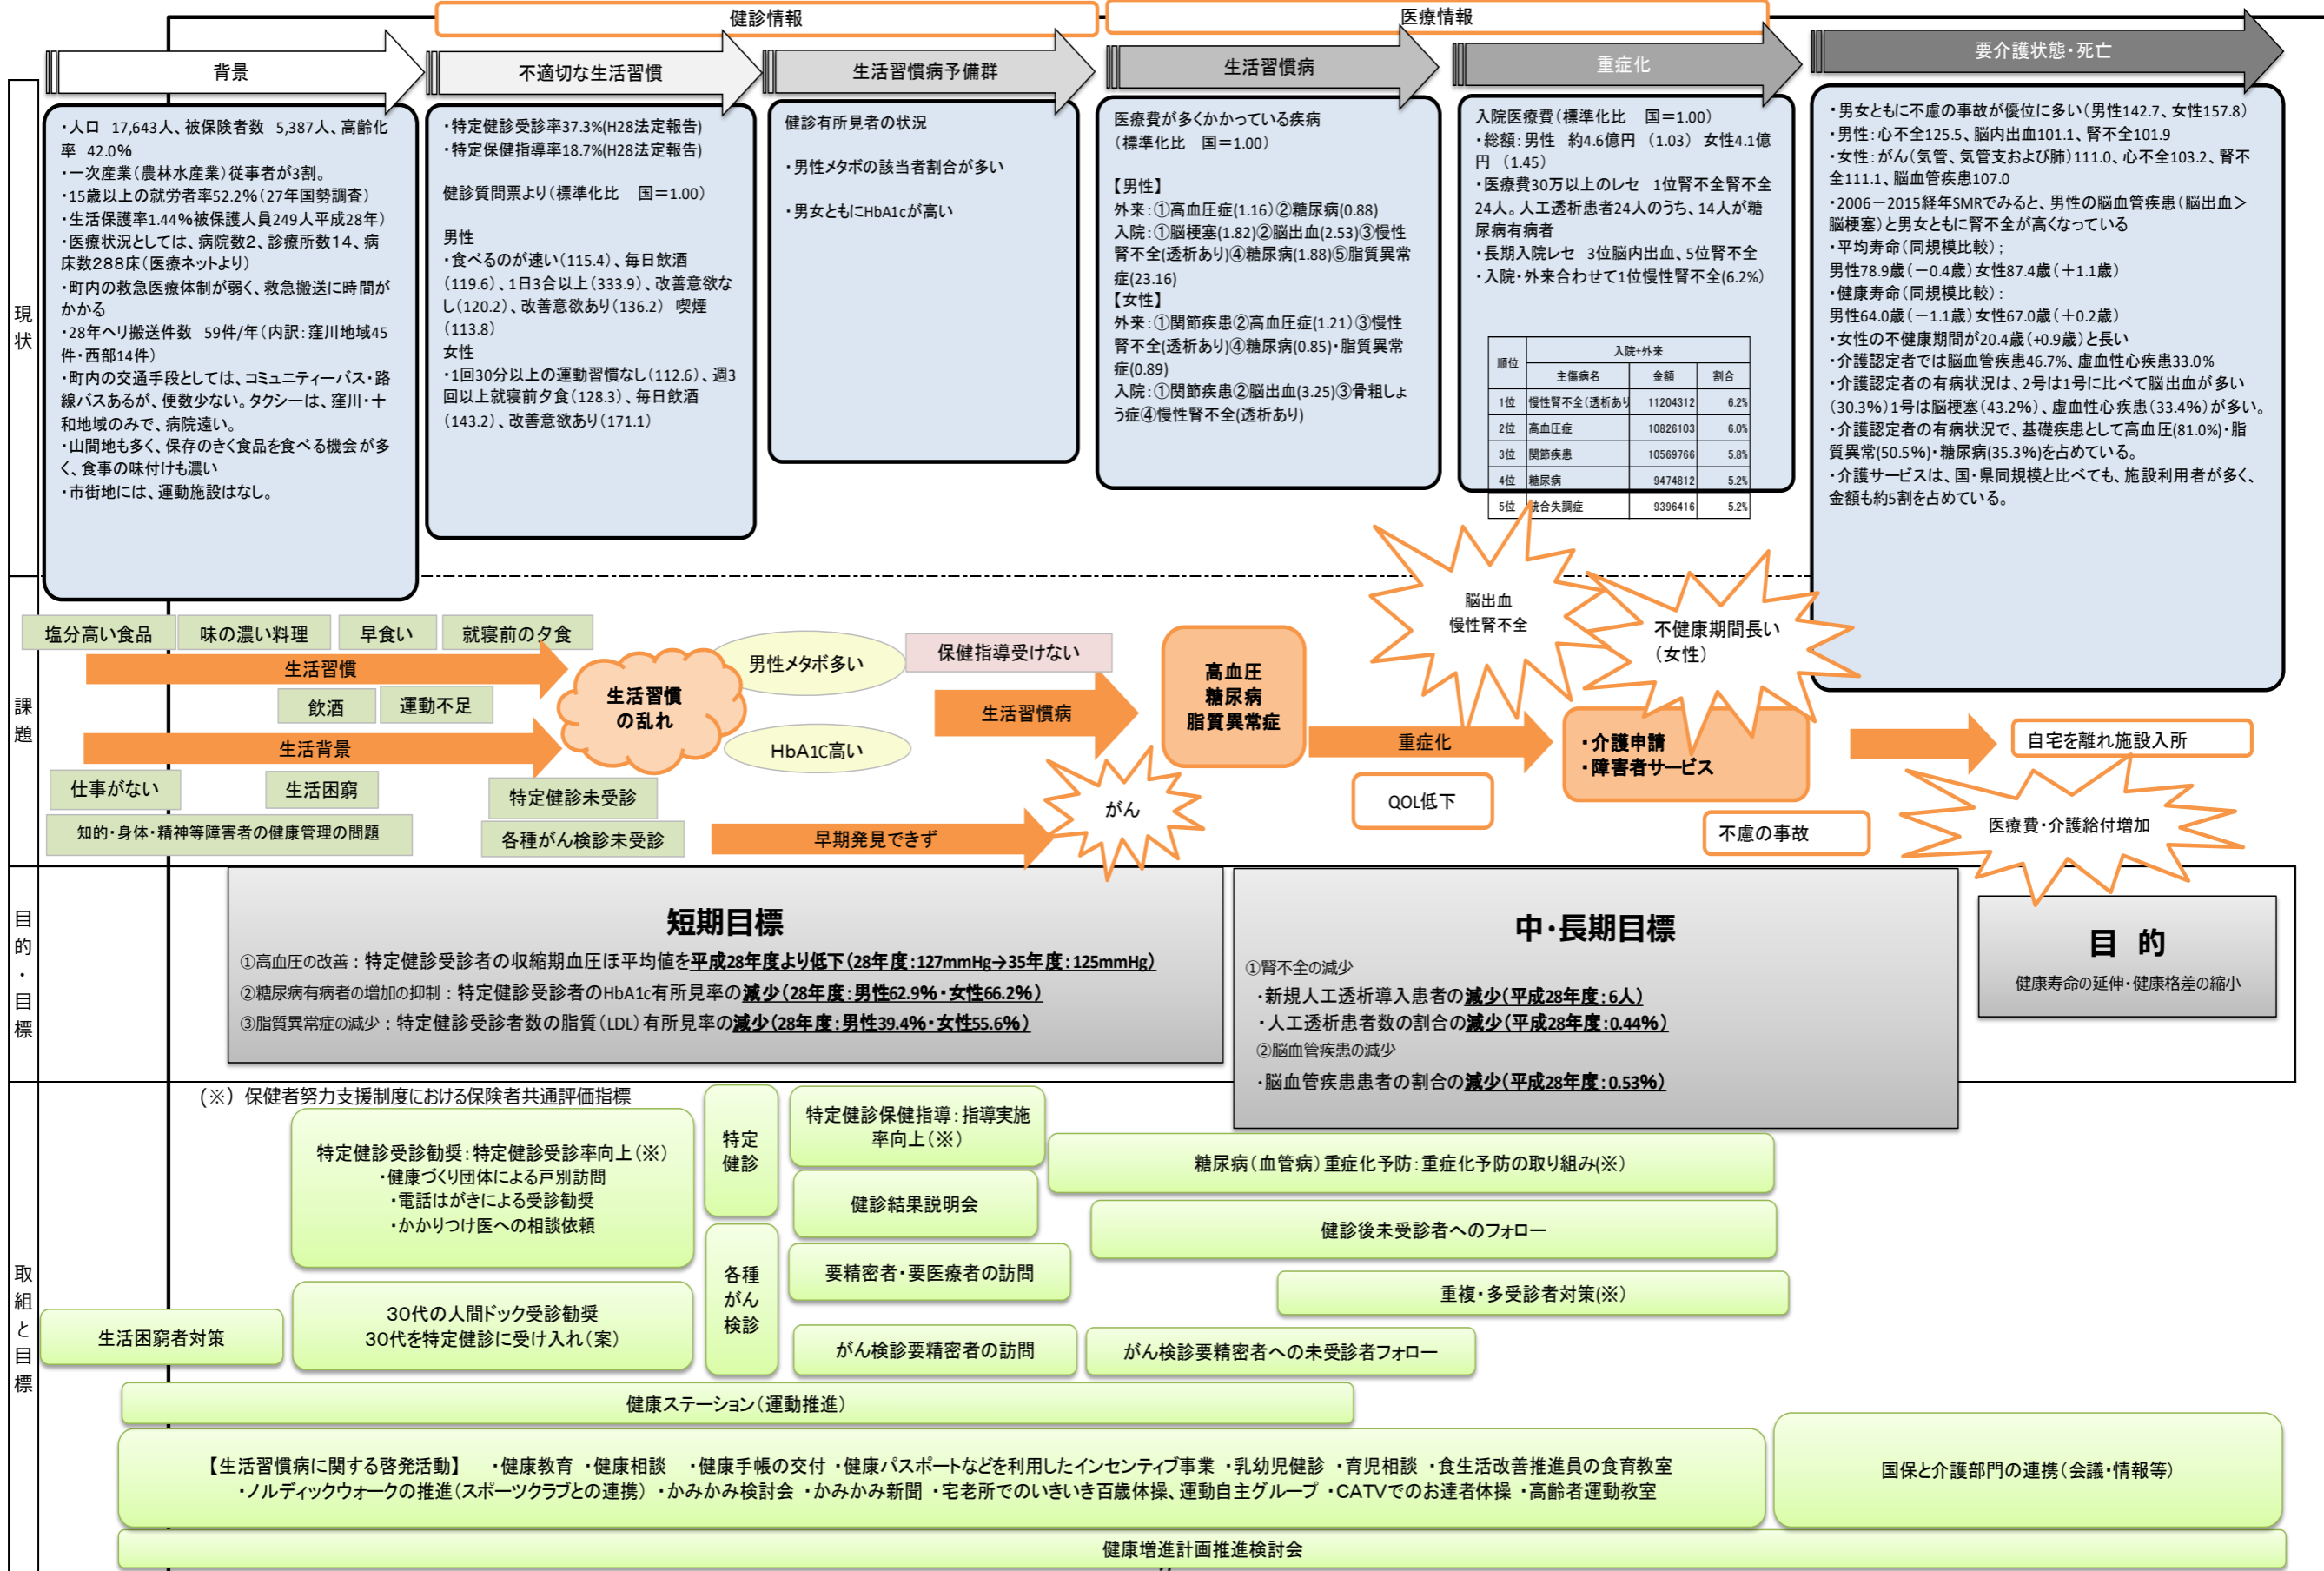 健診情報
医療情報
背景
不適切な生活習慣
生活習慣病予備群
生活習慣病
重症化
要介護状態・死亡
現状
・人口　17,643人、被保険者数　5,387人、高齢化
率　42.0%
・一次産業(農林水産業)従事者が3割。
・15歳以上の就労者率52.2%(27年国勢調査)
・生活保護率1.44%被保護人員249人平成28年)
・医療状況としては、病院数2、診療所数14、病
床数288床(医療ネットより)
・町内の救急医療体制が弱く、救急搬送に時間が
かかる
・28年ヘリ搬送件数　59件/年(内訳:窪川地域45
件・西部14件)
・町内の交通手段としては、コミュニティーバス・路
線バスあるが、便数少ない。タクシーは、窪川・十
和地域のみで、病院遠い。
・山間地も多く、保存のきく食品を食べる機会が多
く、食事の味付けも濃い
・市街地には、運動施設はなし。
・特定健診受診率37.3%(H28法定報告)
・特定保健指導率18.7%(H28法定報告)
健診質問票より(標準化比　国=1.00)
男性
・食べるのが速い(115.4)、毎日飲酒
(119.6)、1日3合以上(333.9)、改善意欲な
し(120.2)、改善意欲あり(136.2)　喫煙
(113.8)
女性
・1回30分以上の運動習慣なし(112.6)、週3
回以上就寝前夕食(128.3)、毎日飲酒
(143.2)、改善意欲あり(171.1)
健診有所見者の状況
・男性メタボの該当者割合が多い
・男女ともにHbA1cが高い
医療費が多くかかっている疾病
(標準化比　国=1.00)
【男性】
外来:①高血圧症(1.16)②糖尿病(0.88)
入院:①脳梗塞(1.82)②脳出血(2.53)③慢性
腎不全(透析あり)④糖尿病(1.88)⑤脂質異常
症(23.16)
【女性】
外来:①関節疾患②高血圧症(1.21)③慢性
腎不全(透析あり)④糖尿病(0.85)・脂質異常
症(0.89)
入院:①関節疾患②脳出血(3.25)③骨粗しょ
う症④慢性腎不全(透析あり)
入院医療費(標準化比　国=1.00)
・総額:男性　約4.6億円　(1.03)　女性4.1億
円　(1.45)
・医療費30万以上のレセ　1位腎不全腎不全
24人。人工透析患者24人のうち、14人が糖
尿病有病者
・長期入院レセ　3位脳内出血、5位腎不全
・入院・外来合わせて1位慢性腎不全(6.2%)
順位　入院+外来
主傷病名　金額　割合
1位　慢性腎不全(透析あり　11204312　6.2%
2位　高血圧症　10826103　6.0%
3位　関節疾患　10569766　5.8%
4位　糖尿病　9474812　5.2%
5位　統合失調症　9396416　5.2%
・男女ともに不慮の事故が優位に多い(男性142.7、女性157.8)
・男性:心不全125.5、脳内出血101.1、腎不全101.9
・女性:がん(気管、気管支および肺)111.0、心不全103.2、腎不
全111.1、脳血管疾患107.0
・2006-2015経年SMRでみると、男性の脳血管疾患(脳出血>
脳梗塞)と男女ともに腎不全が高くなっている
・平均寿命(同規模比較):
男性78.9歳(-0.4歳)女性87.4歳(+1.1歳)
・健康寿命(同規模比較):
男性64.0歳(-1.1歳)女性67.0歳(+0.2歳)
・女性の不健康期間が20.4歳(+0.9歳)と長い
・介護認定者では脳血管疾患46.7%、虚血性心疾患33.0%
・介護認定者の有病状況は、2号は1号に比べて脳出血が多い
(30.3%)1号は脳梗塞(43.2%)、虚血性心疾患(33.4%)が多い。
・介護認定者の有病状況で、基礎疾患として高血圧(81.0%)・脂
質異常(50.5%)・糖尿病(35.3%)を占めている。
・介護サービスは、国・県同規模と比べても、施設利用者が多く、
金額も約5割を占めている。
課題
塩分高い食品
味の濃い料理
早食い
就寝前の夕食
生活習慣
飲酒
運動不足
生活背景
仕事がない
生活困窮
知的・身体・精神等障害者の健康管理の問題
特定健診未受診
各種がん検診未受診
生活習慣
の乱れ
男性メタボ多い
HbA1C高い
保健指導受けない
生活習慣病
早期発見できず
がん
高血圧
糖尿病
脂質異常症
脳出血
慢性腎不全
重症化
QOL低下
不健康期間長い
(女性)
・介護申請
・障害者サービス
不慮の事故
自宅を離れ施設入所
医療費・介護給付増加
目的・目標
短期目標
①高血圧の改善:特定健診受診者の収縮期血圧ほ平均値を平成28年度より低下(28年度:127mmHg→35年度:125mmHg)
②糖尿病有病者の増加の抑制:特定健診受診者のHbA1c有所見率の減少(28年度:男性62.9%・女性66.2%)
③脂質異常症の減少:特定健診受診者数の脂質(LDL)有所見率の減少(28年度:男性39.4%・女性55.6%)
中・長期目標
①腎不全の減少
・新規人工透析導入患者の減少(平成28年度:6人)
・人工透析患者数の割合の減少(平成28年度:0.44%)
②脳血管疾患の減少
・脳血管疾患患者の割合の減少(平成28年度:0.53%)
目 的
健康寿命の延伸・健康格差の縮小
取組と目標
(※) 保健者努力支援制度における保険者共通評価指標
特定健診受診勧奨:特定健診受診率向上(※)
・健康づくり団体による戸別訪問
・電話はがきによる受診勧奨
・かかりつけ医への相談依頼
30代の人間ドック受診勧奨
30代を特定健診に受け入れ(案)
生活困窮者対策
特定
健診
各種
がん
検診
特定健診保健指導:指導実施
率向上(※)
健診結果説明会
要精密者・要医療者の訪問
がん検診要精密者の訪問
糖尿病(血管病)重症化予防:重症化予防の取り組み(※)
健診後未受診者へのフォロー
重複・多受診者対策(※)
がん検診要精密者への未受診者フォロー
健康ステーション(運動推進)
【生活習慣病に関する啓発活動】　・健康教育 ・健康相談　・健康手帳の交付 ・健康パスポートなどを利用したインセンティブ事業 ・乳幼児健診 ・育児相談 ・食生活改善推進員の食育教室
・ノルディックウォークの推進(スポーツクラブとの連携) ・かみかみ検討会 ・かみかみ新聞 ・宅老所でのいきいき百歳体操、運動自主グループ ・CATVでのお達者体操 ・高齢者運動教室
国保と介護部門の連携(会議・情報等)
健康増進計画推進検討会